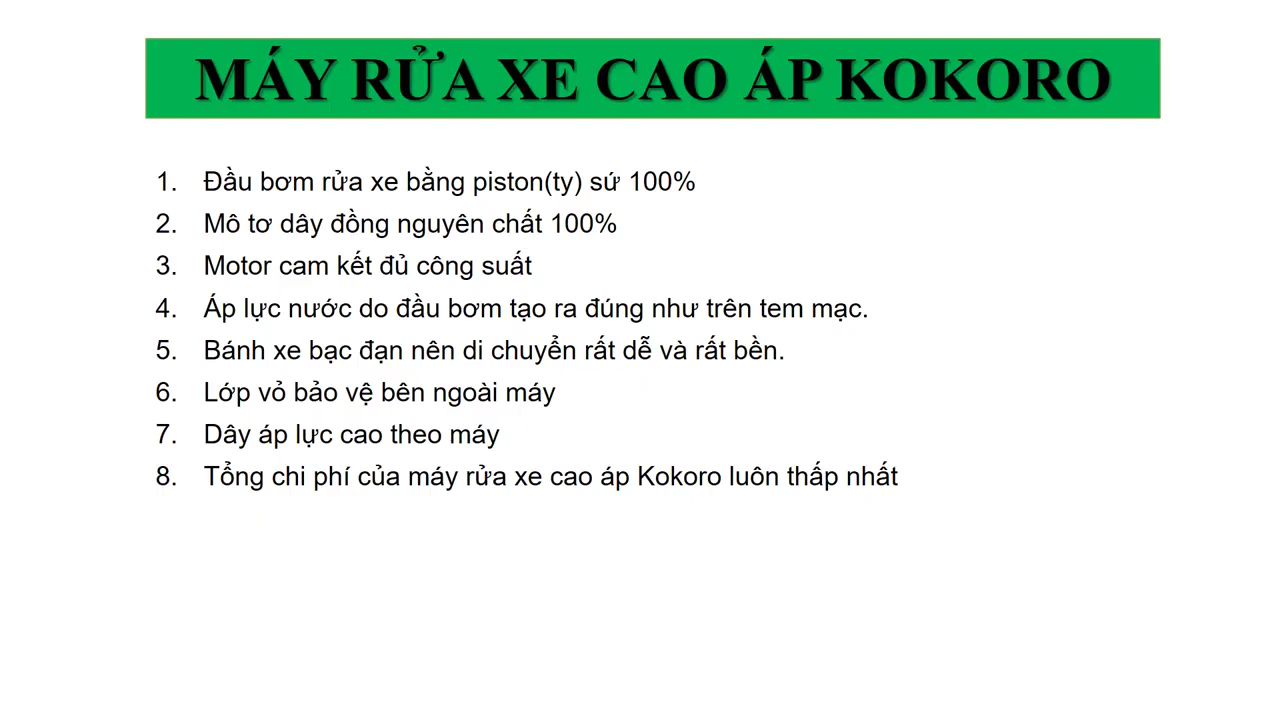 MÁY RỬA XE CAO ÁP KOKORO
1. Đầu bơm rửa xe bằng piston(ty) sứ 100%
2. Mô tơ dây đồng nguyên chất 100%
3. Motor cam kết đủ công suất
4. Áp lực nước do đầu bơm tạo ra đúng như trên tem mạc.
5. Bánh xe bạc đạn nên di chuyển rất dễ và rất bền.
6. Lớp vỏ bảo vệ bên ngoài máy
7. Dây áp lực cao theo máy
8. Tổng chi phí của máy rửa xe cao áp Kokoro luôn thấp nhất